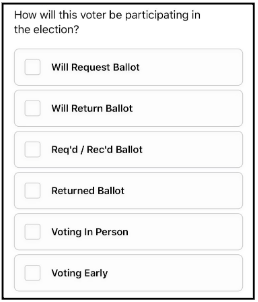 How will this voter be participating in
the election?
Will Request Ballot
Will Return Ballot
Req'd / Rec'd Ballot
Returned Ballot
Voting In Person
Voting Early